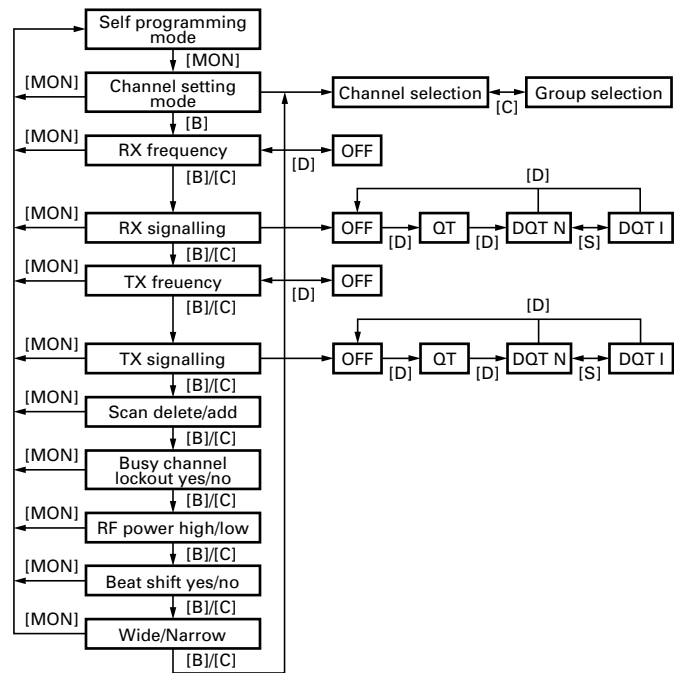 Self programming
mode
[MON]
[MON]
Channel setting
mode
Channel selection
[C]
Group selection
[B]
[MON]
RX frequency
[D]
OFF
[B]/[C]
[D]
[MON]
RX signalling
OFF
[D]
QT
[D]
DQT N
[S]
DQT I
[B]/[C]
[MON]
TX freuency
[D]
OFF
[B]/[C]
[D]
[MON]
TX signalling
OFF
[D]
QT
[D]
DQT N
[S]
DQT I
[B]/[C]
[MON]
Scan delete/add
[B]/[C]
[MON]
Busy channel
lockout yes/no
[B]/[C]
[MON]
RF power high/low
[B]/[C]
[MON]
Beat shift yes/no
[B]/[C]
[MON]
Wide/Narrow
[B]/[C]